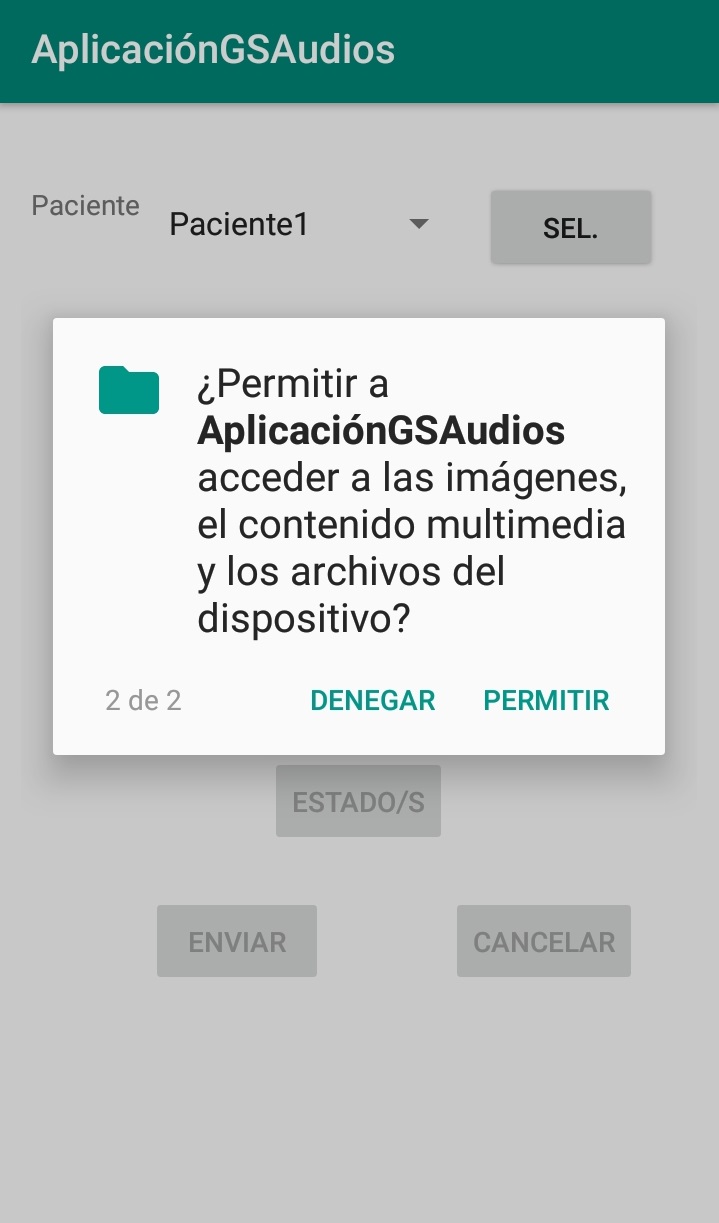 AplicaciónGSAudios
Paciente
Paciente1
SEL.
¿Permitir a
AplicaciónGSAudios
acceder a las imágenes,
el contenido multimedia
y los archivos del
dispositivo?
2 de 2
DENEGAR
PERMITIR
ESTADO/S
ENVIAR
CANCELAR